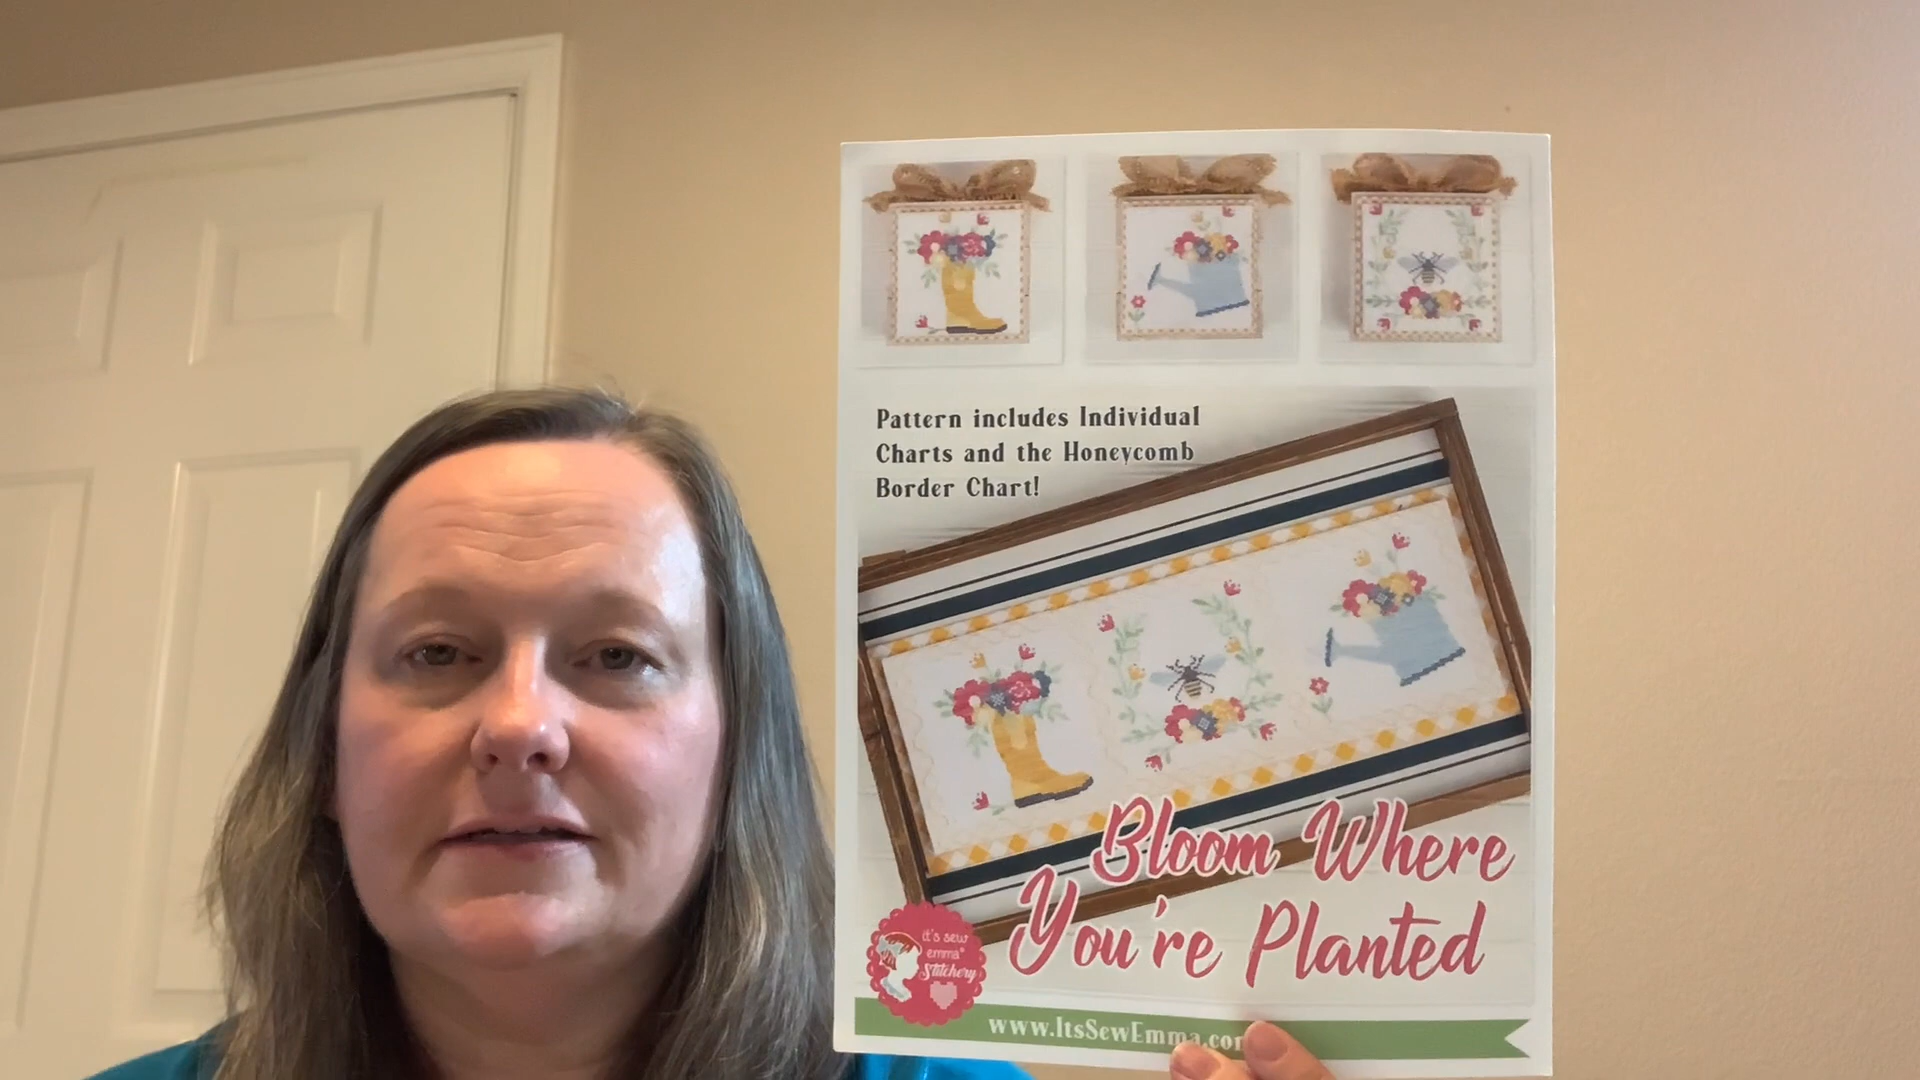 Pattern includes Individual
Charts and the Honeycomb
Border Chart!
Bloom Where
You're Planted
it's sew
emma®
Stitchery
www.ItsSewEmma.com